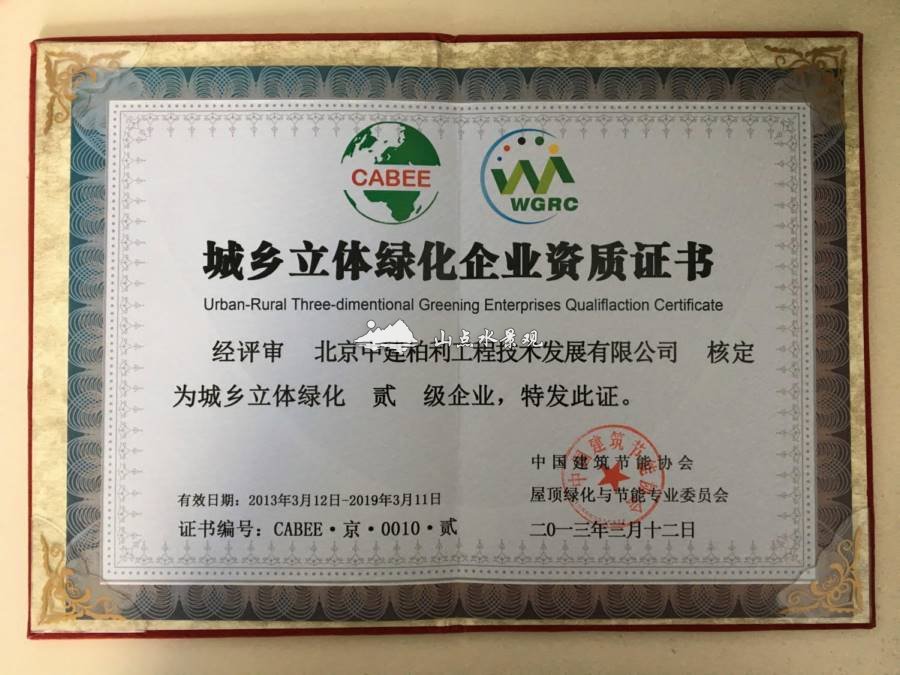 CABEE
WGRC
城乡立体绿化企业资质证书
Urban-Rural Three-dimentional Greening Enterprises Qualifiaction Certificate
山点水景观
经评审 北京中建柏利工程技术发展有限公司 核定
为城乡立体绿化 贰 级企业，特发此证。
中国建筑节能协会
屋顶绿化与节能专业委员会
有效日期：2013年3月12日-2019年3月11日
证书编号：CABEE·京·0010·贰
二〇一三年三月十二日